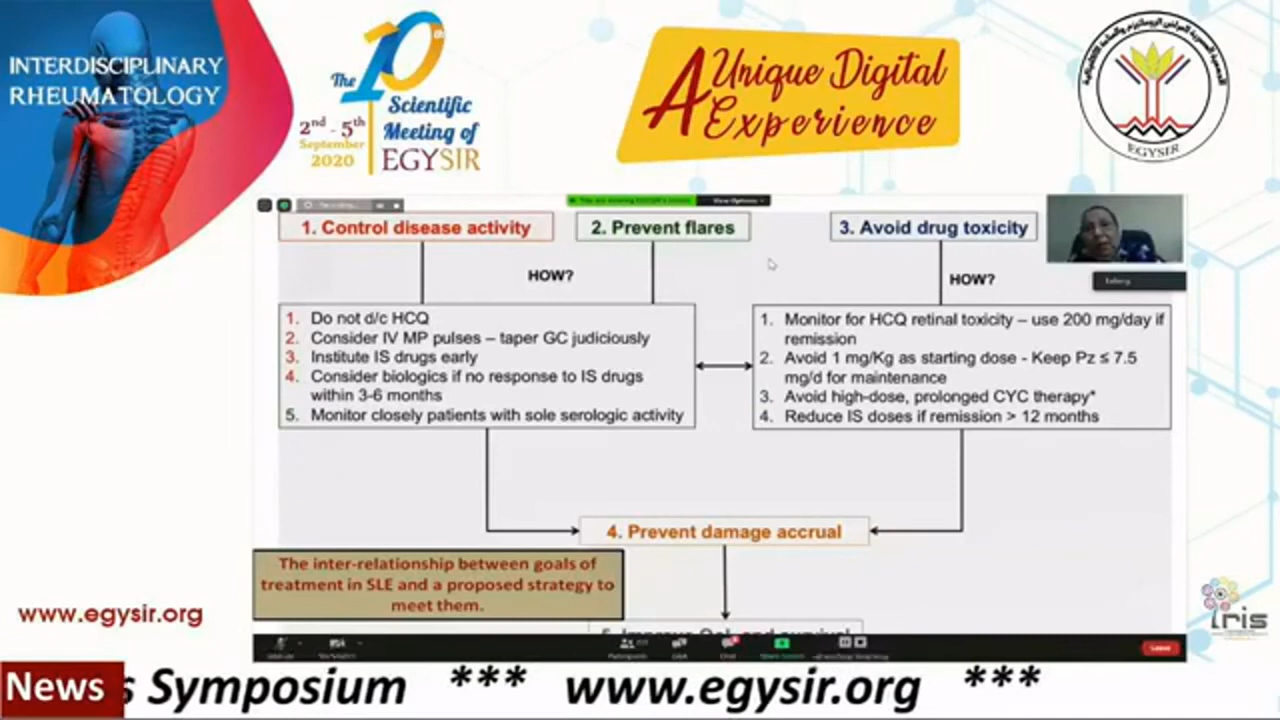 INTERDISCIPLINARY
RHEUMATOLOGY
The 10th
Scientific
Meeting of
EGYSIR
2nd - 5th
September
2020
A Unique Digital
Experience
EGYSIR
View Options
1. Control disease activity
2. Prevent flares
3. Avoid drug toxicity
HOW?
HOW?
1. Do not d/c HCQ
2. Consider IV MP pulses – taper GC judiciously
3. Institute IS drugs early
4. Consider biologics if no response to IS drugs
within 3-6 months
5. Monitor closely patients with sole serologic activity
1. Monitor for HCQ retinal toxicity – use 200 mg/day if
remission
2. Avoid 1 mg/Kg as starting dose - Keep Pz ≤ 7.5
mg/d for maintenance
3. Avoid high-dose, prolonged CYC therapy*
4. Reduce IS doses if remission > 12 months
4. Prevent damage accrual
The inter-relationship between goals of
treatment in SLE and a proposed strategy to
meet them.
www.egysir.org
iris
Leave
News
s Symposium *** www.egysir.org ***